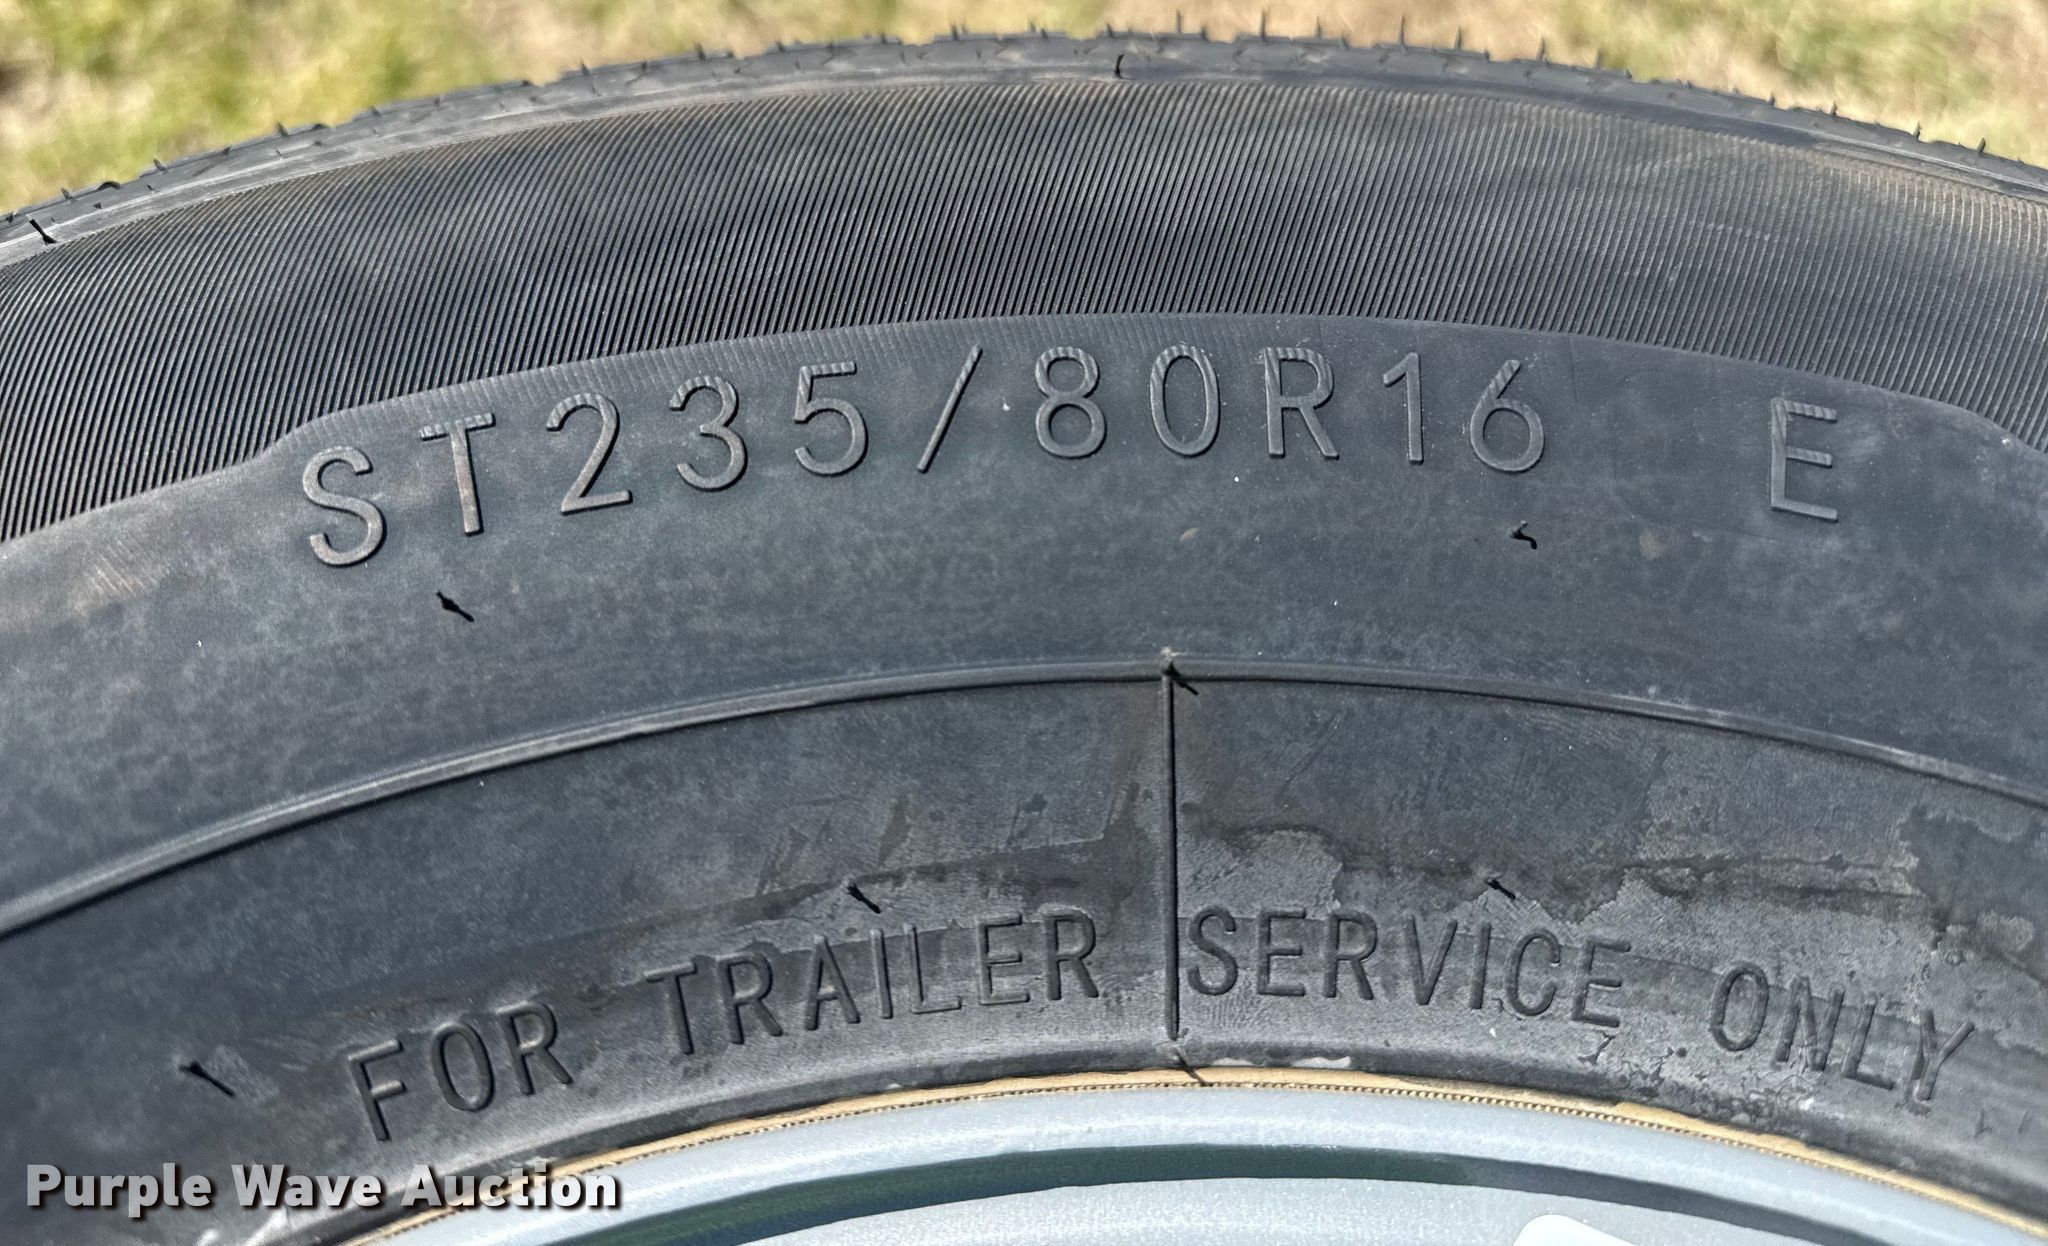 ST235/80R16 E
FOR TRAILER SERVICE ONLY
Purple Wave Auction